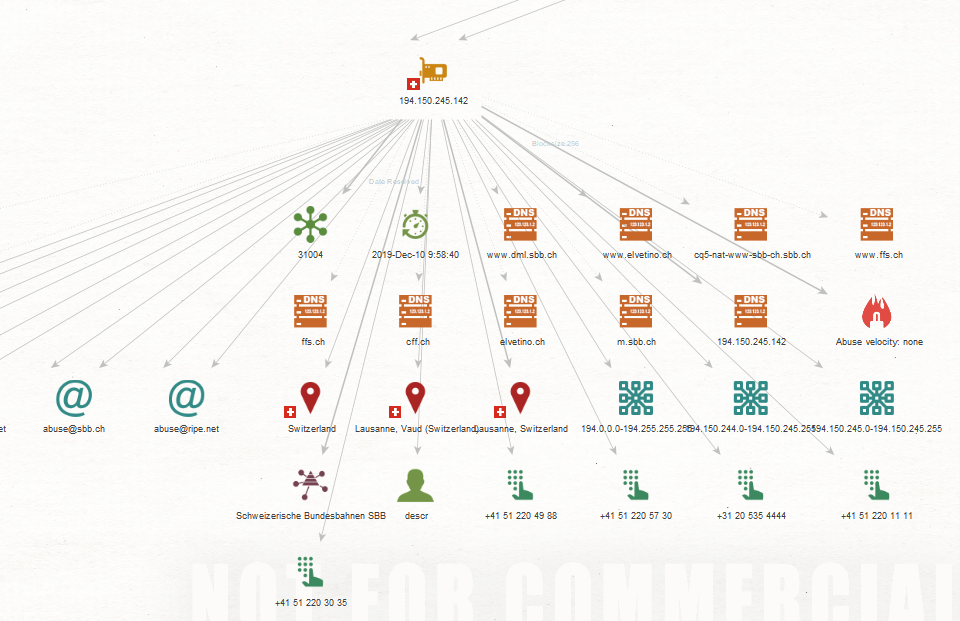 194.150.245.142
Blocksize:256
Date Resolved
DNS
DNS
DNS
DNS
31004
2019-Dec-10 9:58:40
www.dml.sbb.ch
www.elvetino.ch
cq5-nat-www-sbb-ch.sbb.ch
www.ffs.ch
DNS
DNS
DNS
DNS
DNS
ffs.ch
cff.ch
elvetino.ch
m.sbb.ch
194.150.245.142
Abuse velocity: none
et
abuse@sbb.ch
abuse@ripe.net
Switzerland
Lausanne, Vaud (Switzerland)
Lausanne, Switzerland
194.0.0.0-194.255.255.255
194.150.244.0-194.150.245.255
194.150.245.0-194.150.245.255
Schweizerische Bundesbahnen SBB
descr
+41 51 220 49 88
+41 51 220 57 30
+31 20 535 4444
+41 51 220 11 11
+41 51 220 30 35
NOT FOR COMMERCIAL